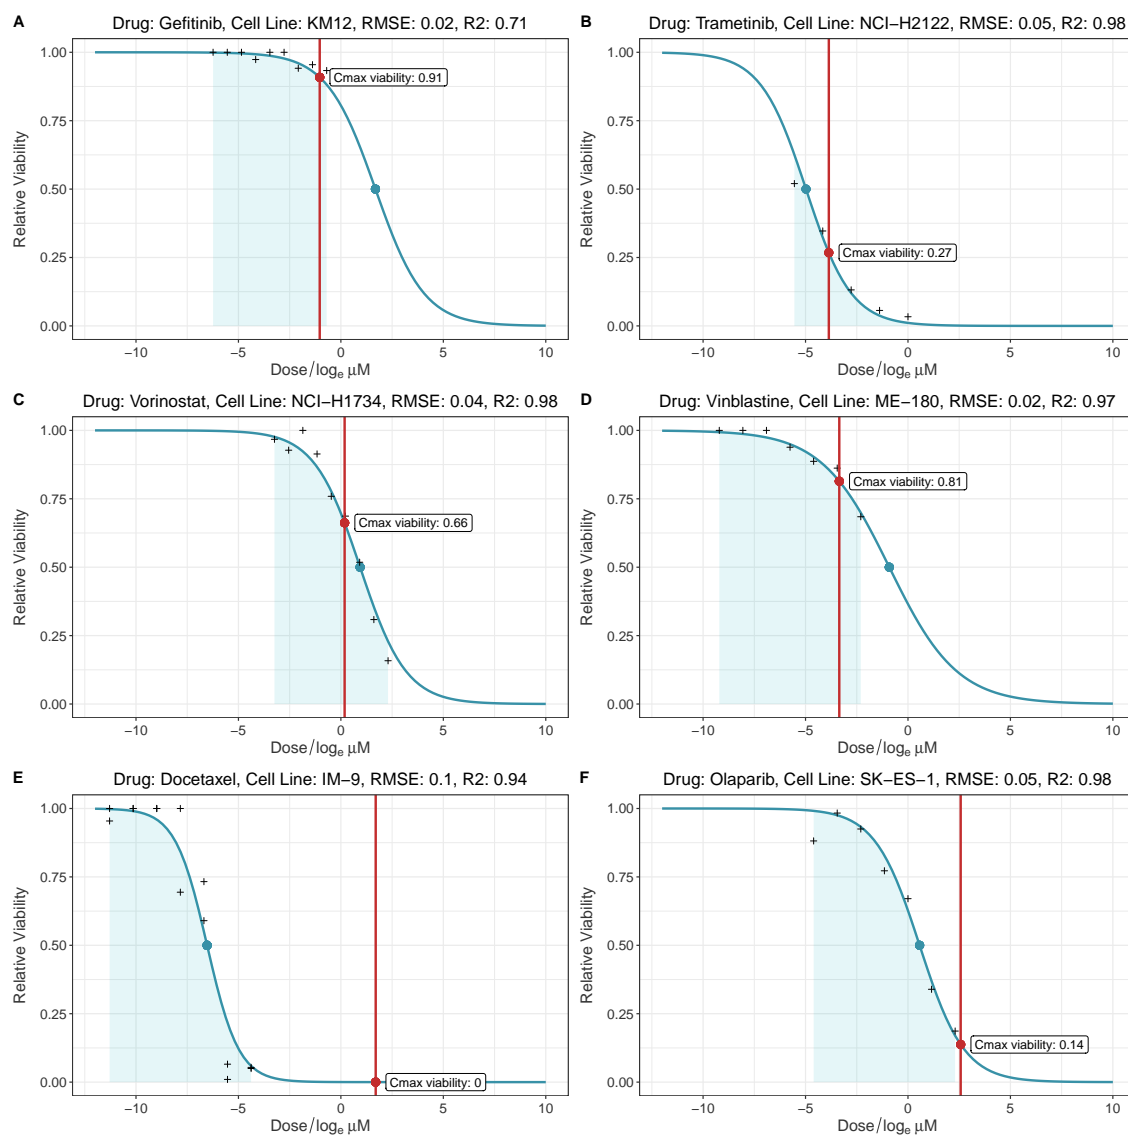 A
Drug: Gefitinib, Cell Line: KM12, RMSE: 0.02, R2: 0.71
1.00
0.75
0.50
0.25
0.00
Relative Viability
Cmax viability: 0.91
−10
−5
0
5
10
Dose/logₑ μM
B
Drug: Trametinib, Cell Line: NCI−H2122, RMSE: 0.05, R2: 0.98
1.00
0.75
0.50
0.25
0.00
Relative Viability
Cmax viability: 0.27
−10
−5
0
5
10
Dose/logₑ μM
C
Drug: Vorinostat, Cell Line: NCI−H1734, RMSE: 0.04, R2: 0.98
1.00
0.75
0.50
0.25
0.00
Relative Viability
Cmax viability: 0.66
−10
−5
0
5
10
Dose/logₑ μM
D
Drug: Vinblastine, Cell Line: ME−180, RMSE: 0.02, R2: 0.97
1.00
0.75
0.50
0.25
0.00
Relative Viability
Cmax viability: 0.81
−10
−5
0
5
10
Dose/logₑ μM
E
Drug: Docetaxel, Cell Line: IM−9, RMSE: 0.1, R2: 0.94
1.00
0.75
0.50
0.25
0.00
Relative Viability
Cmax viability: 0
−10
−5
0
5
10
Dose/logₑ μM
F
Drug: Olaparib, Cell Line: SK−ES−1, RMSE: 0.05, R2: 0.98
1.00
0.75
0.50
0.25
0.00
Relative Viability
Cmax viability: 0.14
−10
−5
0
5
10
Dose/logₑ μM